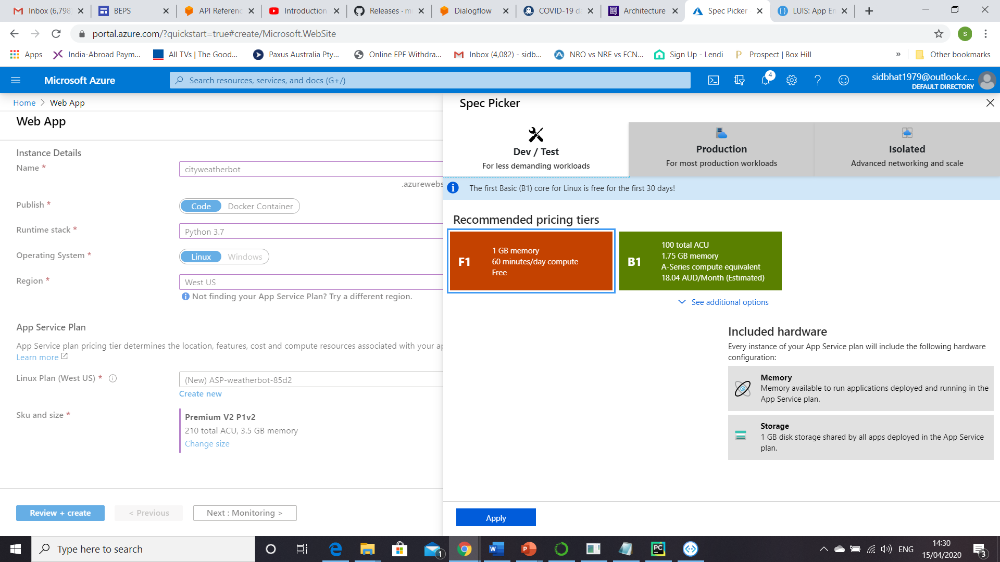 Inbox (6,798
BEPS
API Referenc
Introduction
Releases · m
Dialogflow
COVID-19 d
Architecture
Spec Picker
LUIS: App En
portal.azure.com/?quickstart=true#create/Microsoft.WebSite
S
Apps
India-Abroad Paym...
All TVs | The Good...
Paxus Australia Pty...
Online EPF Withdra...
Inbox (4,082) - sidb...
NRO vs NRE vs FCN...
Sign Up - Lendi
Prospect | Box Hill
»
Other bookmarks
Microsoft Azure
Search resources, services, and docs (G+/)
4
sidbhat1979@outlook.c...
DEFAULT DIRECTORY
Home > Web App
Web App
Instance Details
Name *
cityweatherbot
.azurewebs
Publish *
Code
Docker Container
Runtime stack *
Python 3.7
Operating System *
Linux
Windows
Region *
West US
Not finding your App Service Plan? Try a different region.
App Service Plan
App Service plan pricing tier determines the location, features, cost and compute resources associated with your ap
Learn more
Linux Plan (West US) *
(New) ASP-weatherbot-85d2
Create new
Sku and size *
Premium V2 P1v2
210 total ACU, 3.5 GB memory
Change size
Review + create
< Previous
Next : Monitoring >
Spec Picker
Dev / Test
For less demanding workloads
Production
For most production workloads
Isolated
Advanced networking and scale
The first Basic (B1) core for Linux is free for the first 30 days!
Recommended pricing tiers
F1
1 GB memory
60 minutes/day compute
Free
B1
100 total ACU
1.75 GB memory
A-Series compute equivalent
18.04 AUD/Month (Estimated)
See additional options
Included hardware
Every instance of your App Service plan will include the following hardware
configuration:
Memory
Memory available to run applications deployed and running in the
App Service plan.
Storage
1 GB disk storage shared by all apps deployed in the App Service
plan.
Apply
Type here to search
1
ENG
14:30
15/04/2020
3